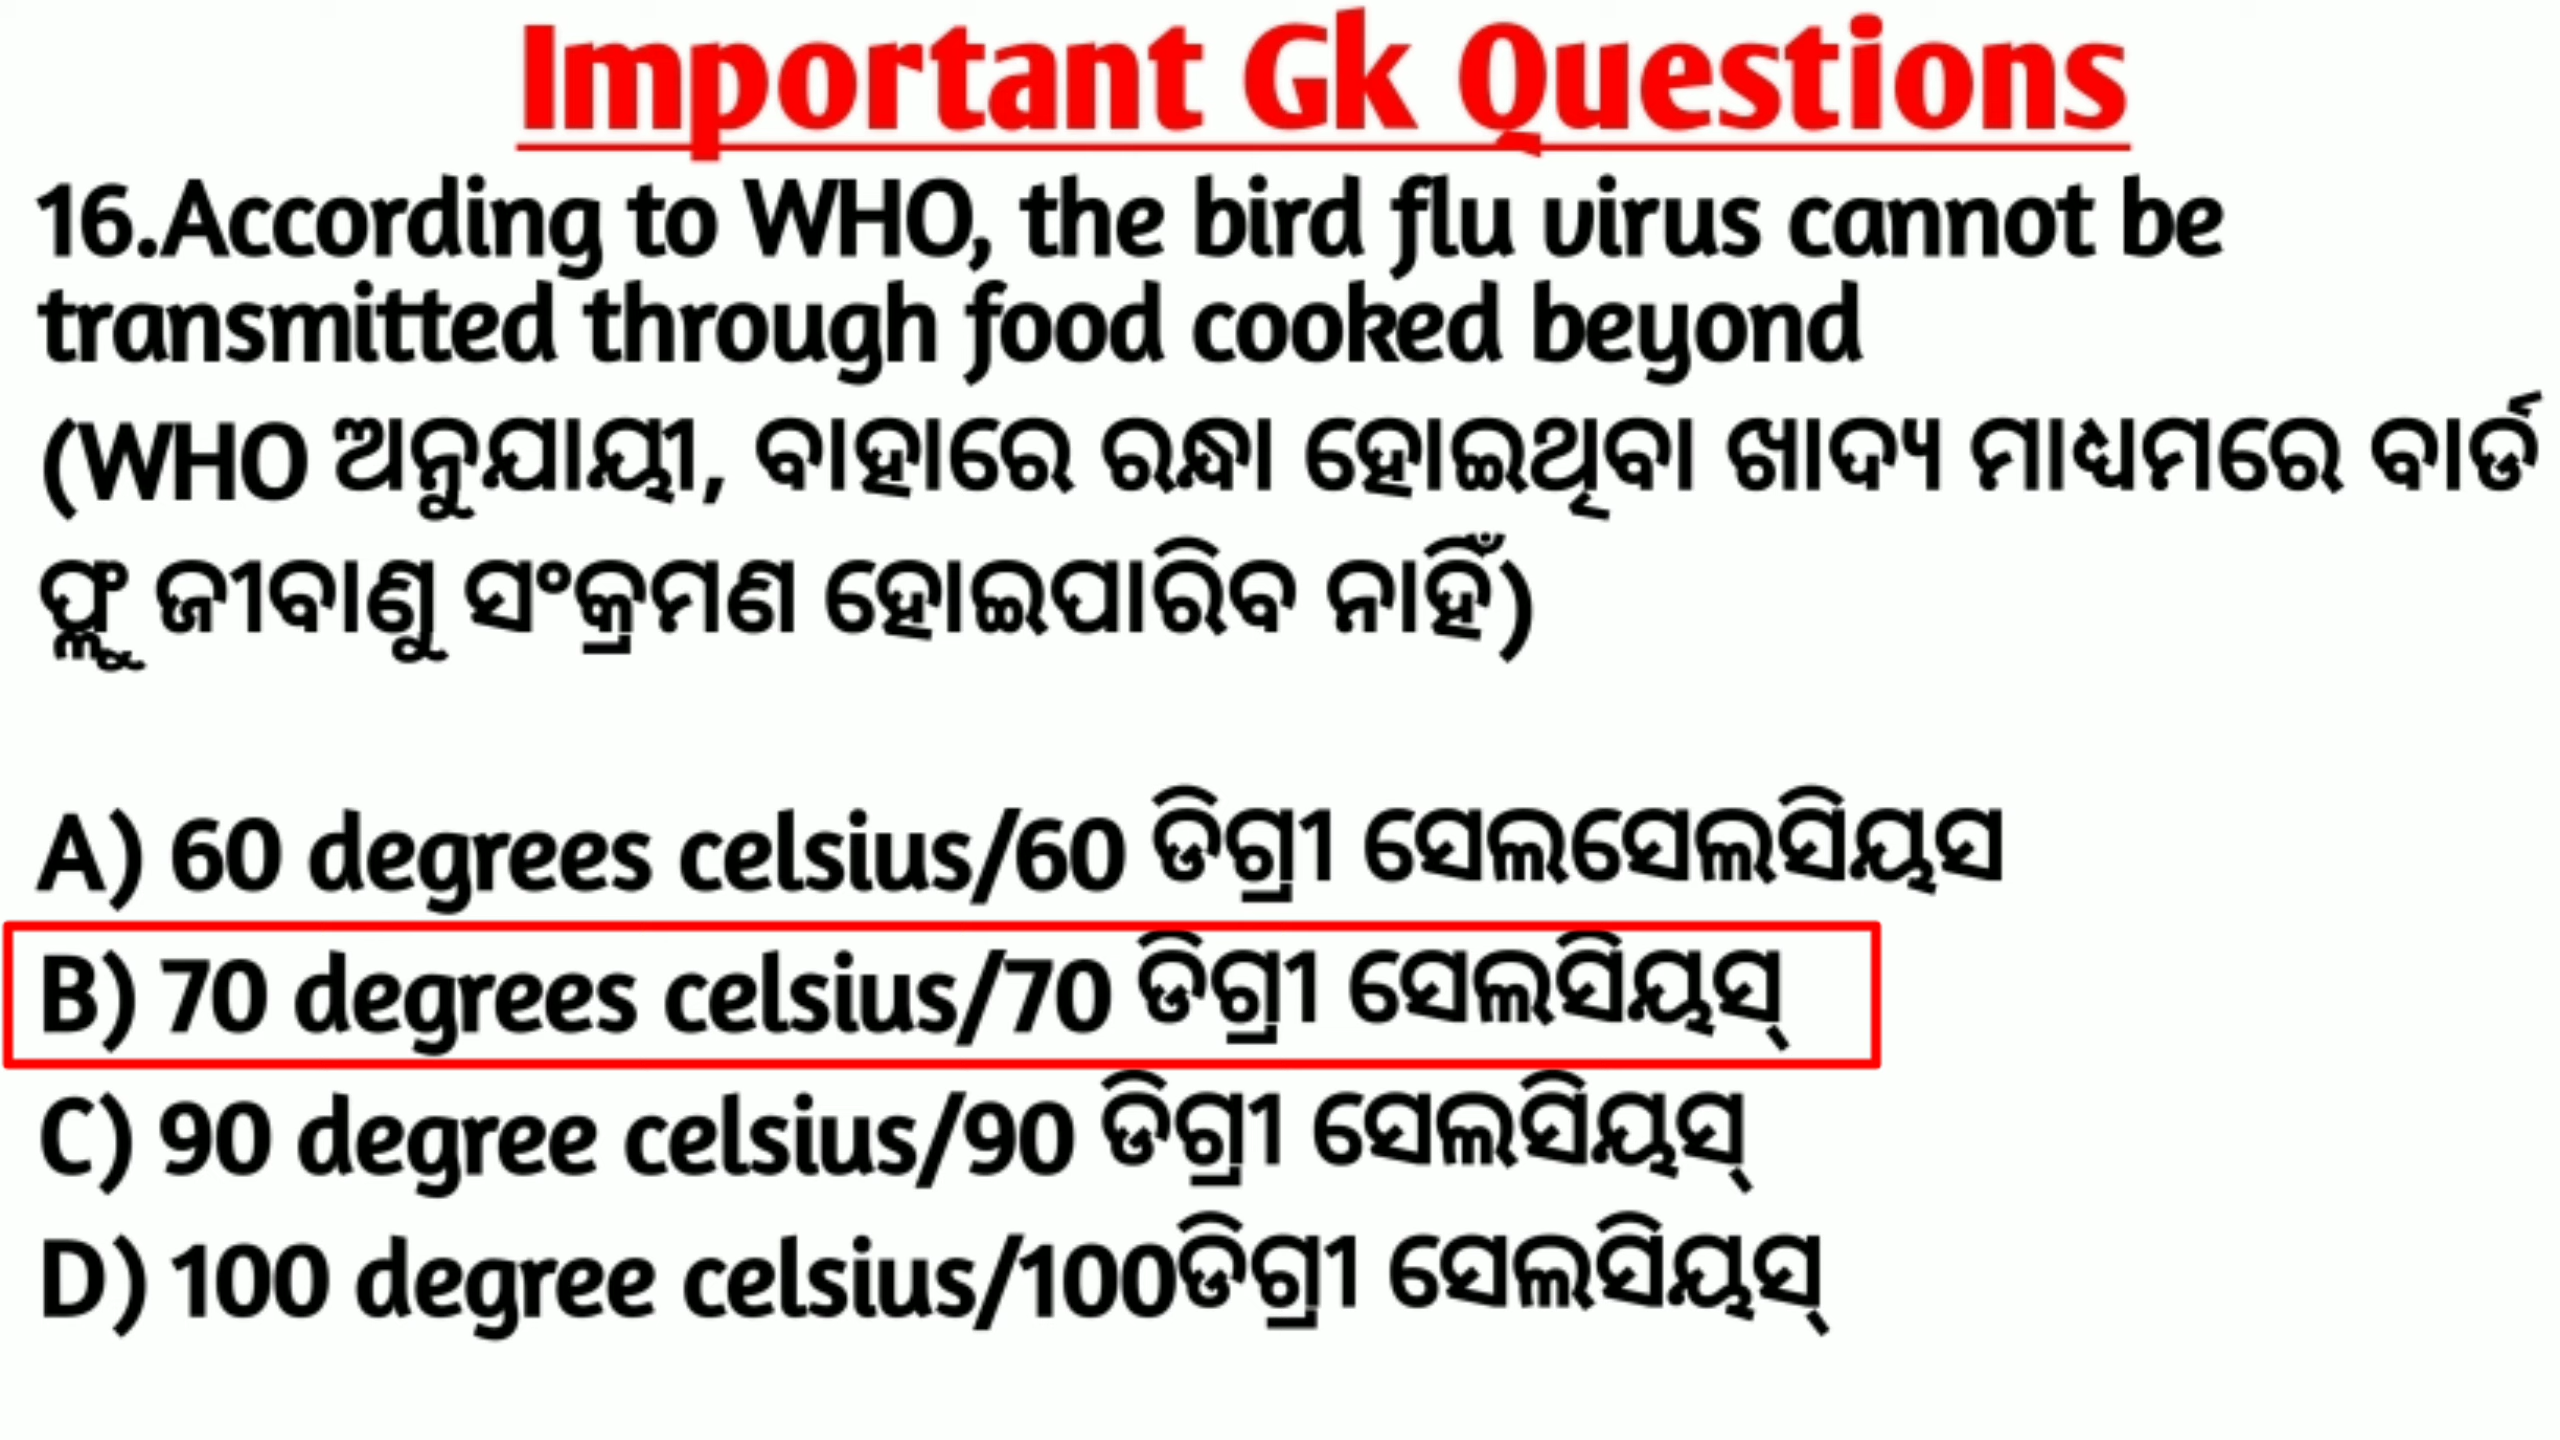 Important Gk Questions
16.According to WHO, the bird flu virus cannot be
transmitted through food cooked beyond
(WHO ଅନୁଯାୟୀ, ବାହାରେ ରନ୍ଧା ହୋଇଥିବା ଖାଦ୍ୟ ମାଧ୍ୟମରେ ବାର୍ଡ
ଫ୍ଲୁ ଜୀବାଣୁ ସଂକ୍ରମଣ ହୋଇପାରିବ ନାହିଁ)
A) 60 degrees celsius/60 ଡିଗ୍ରୀ ସେଲସେଲସିୟସ
B) 70 degrees celsius/70 ଡିଗ୍ରୀ ସେଲସିୟସ୍
C) 90 degree celsius/90 ଡିଗ୍ରୀ ସେଲସିୟସ୍
D) 100 degree celsius/100ଡିଗ୍ରୀ ସେଲସିୟସ୍